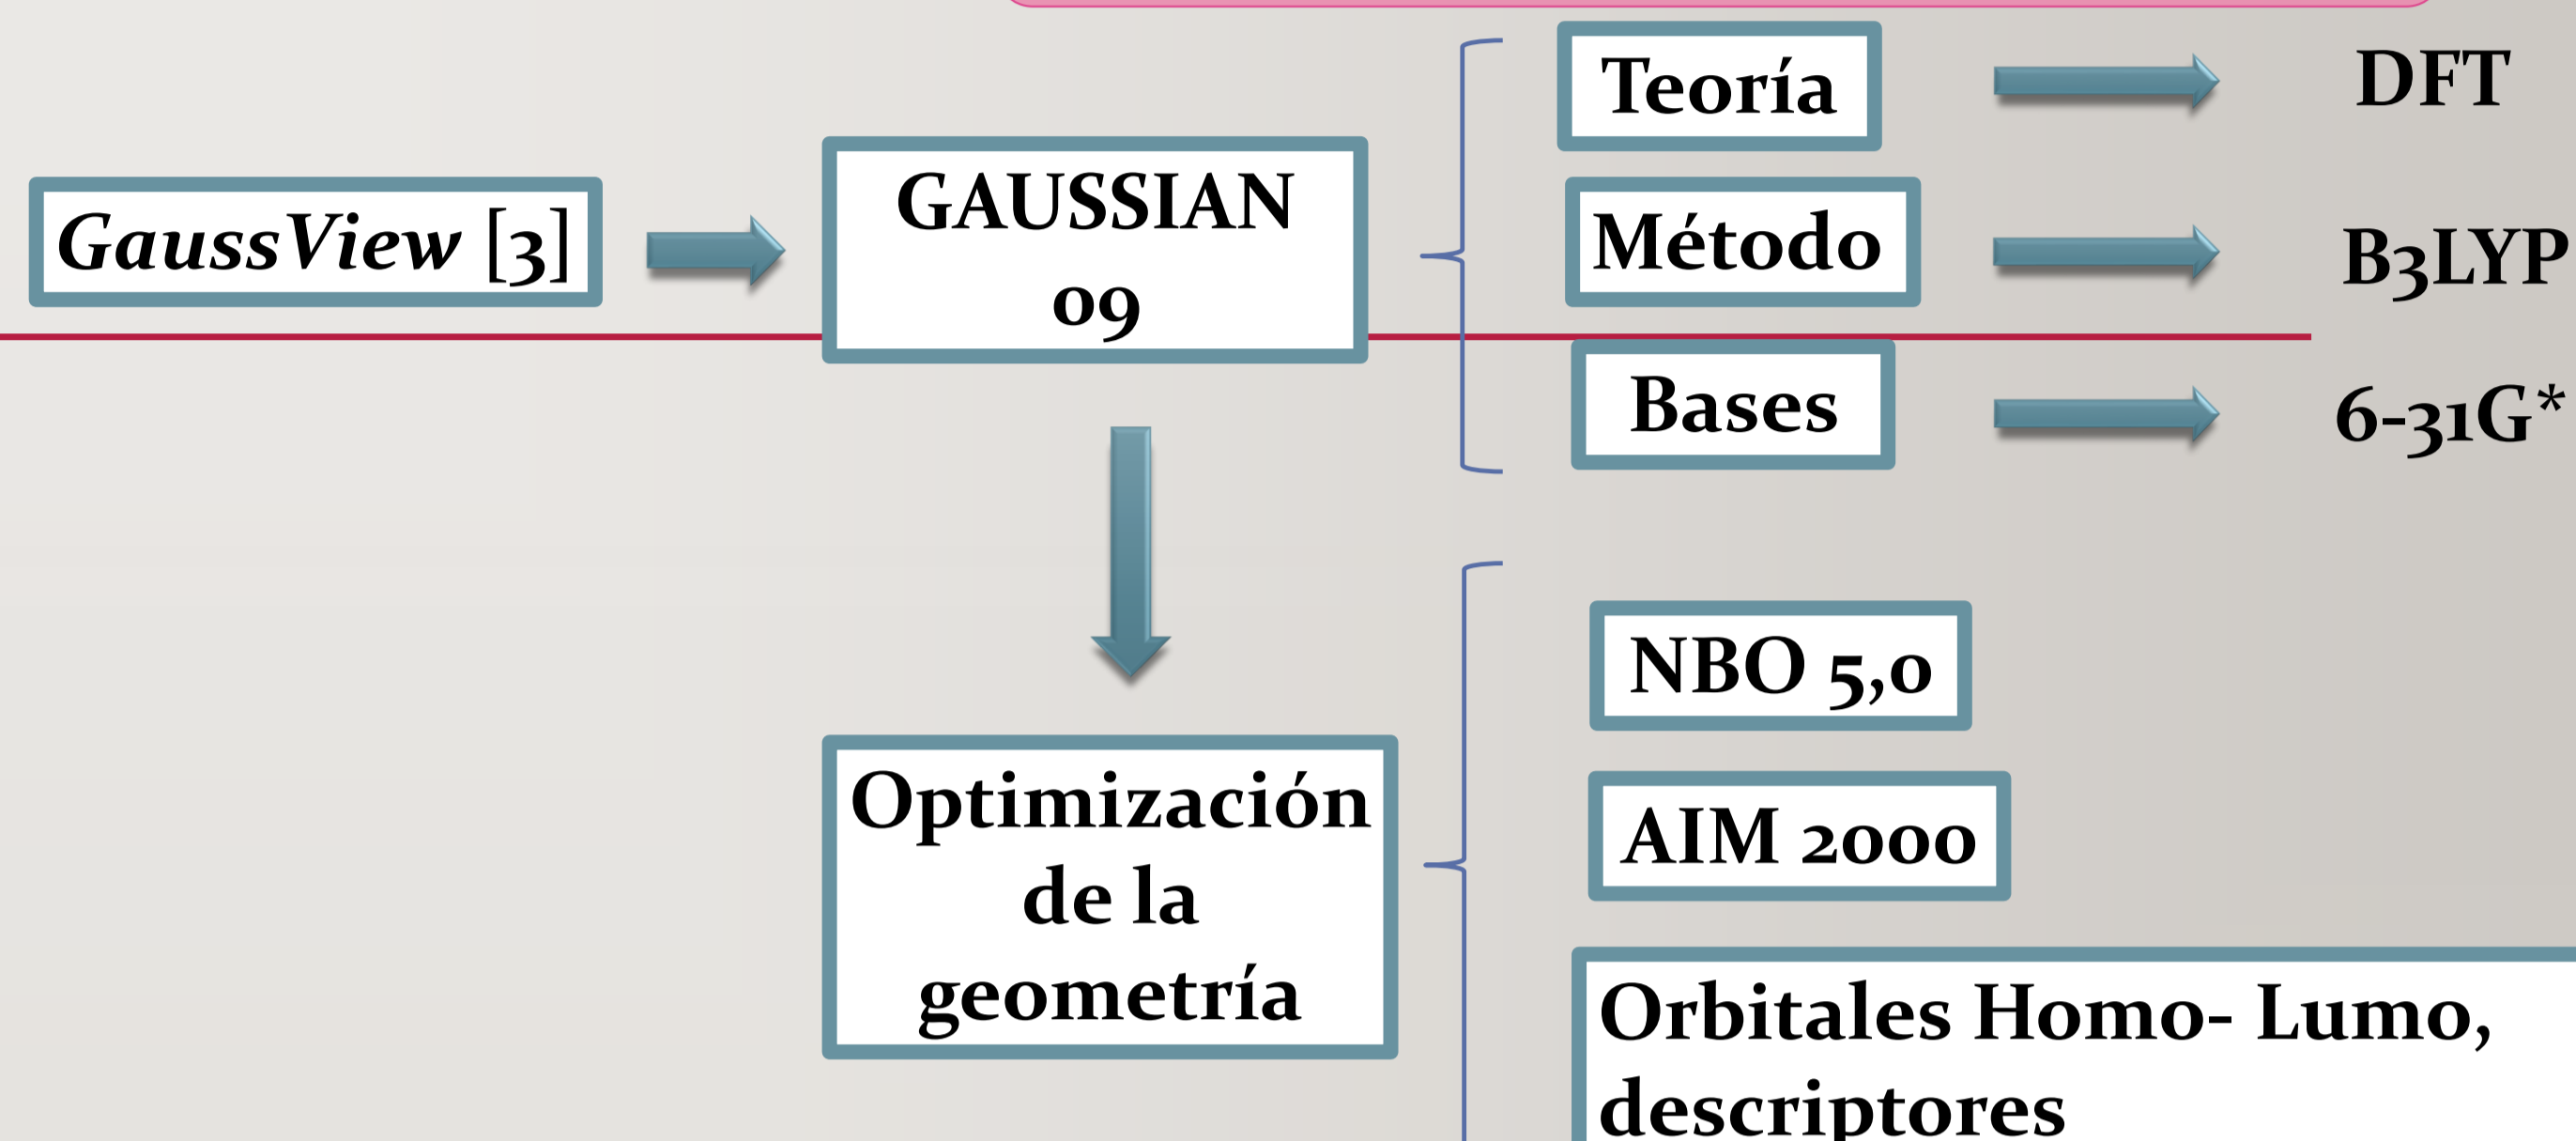 GaussView [3]
GAUSSIAN
09
Teoría
DFT
Método
B3LYP
Bases
6-31G*
Optimización
de la
geometría
NBO 5,0
AIM 2000
Orbitales Homo- Lumo,
descriptores